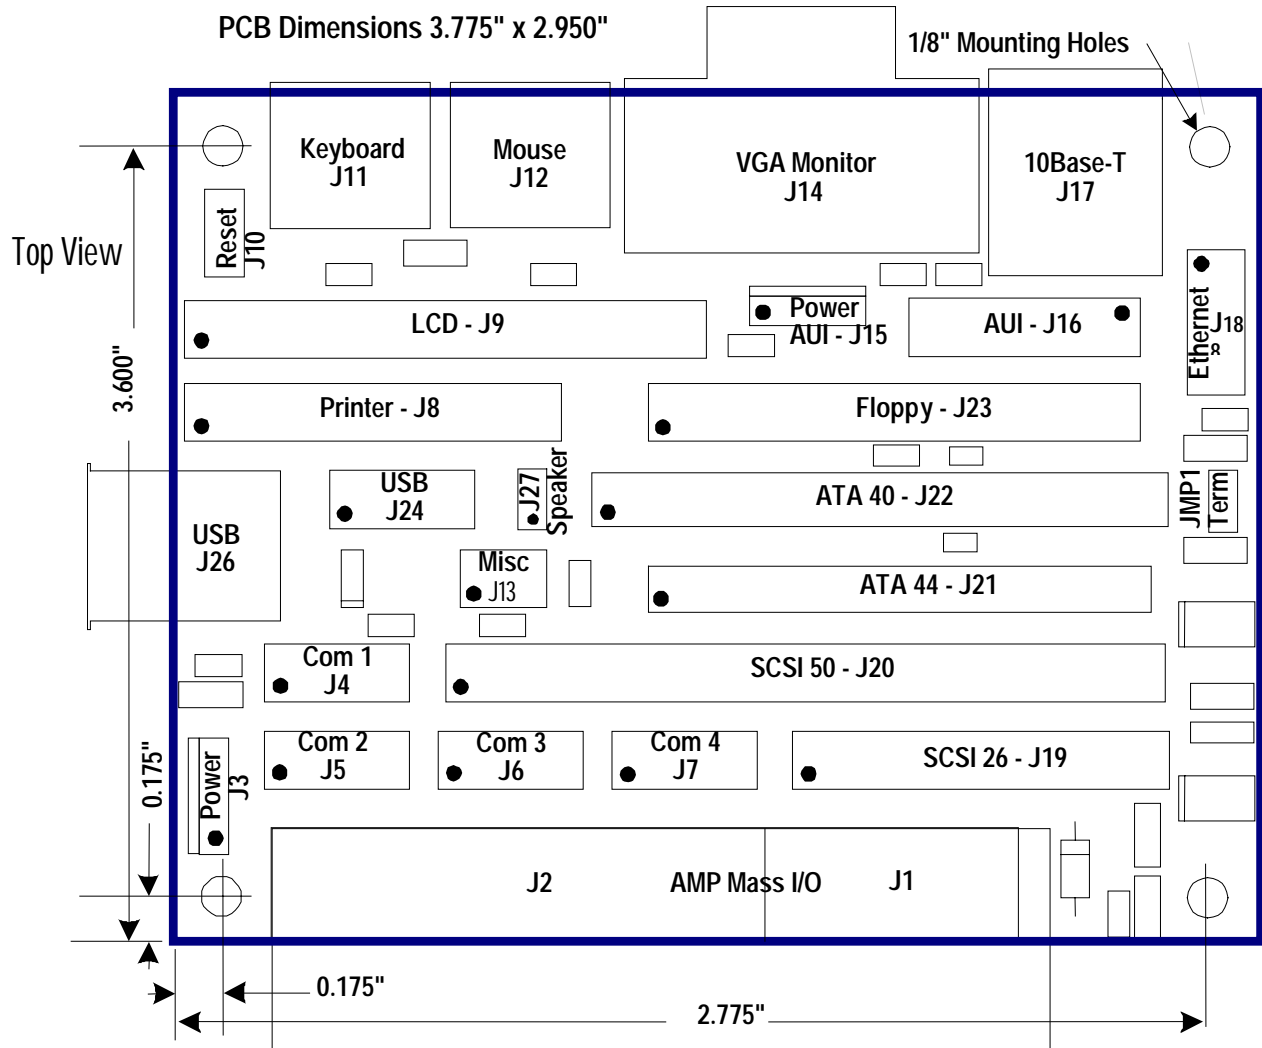 PCB Dimensions 3.775" x 2.950"
1/8" Mounting Holes
Keyboard
J11
Mouse
J12
VGA Monitor
J14
10Base-T
J17
Reset
J10
Top View
LCD - J9
Power
AUI - J15
AUI - J16
Ethernet
J18
8
3.600"
Printer - J8
Floppy - J23
USB
J24
J27
Speaker
ATA 40 - J22
JMP1
Term
USB
J26
Misc
J13
ATA 44 - J21
Com 1
J4
SCSI 50 - J20
Com 2
J5
Com 3
J6
Com 4
J7
SCSI 26 - J19
0.175"
Power
J3
J2
AMP Mass I/O
J1
0.175"
2.775"